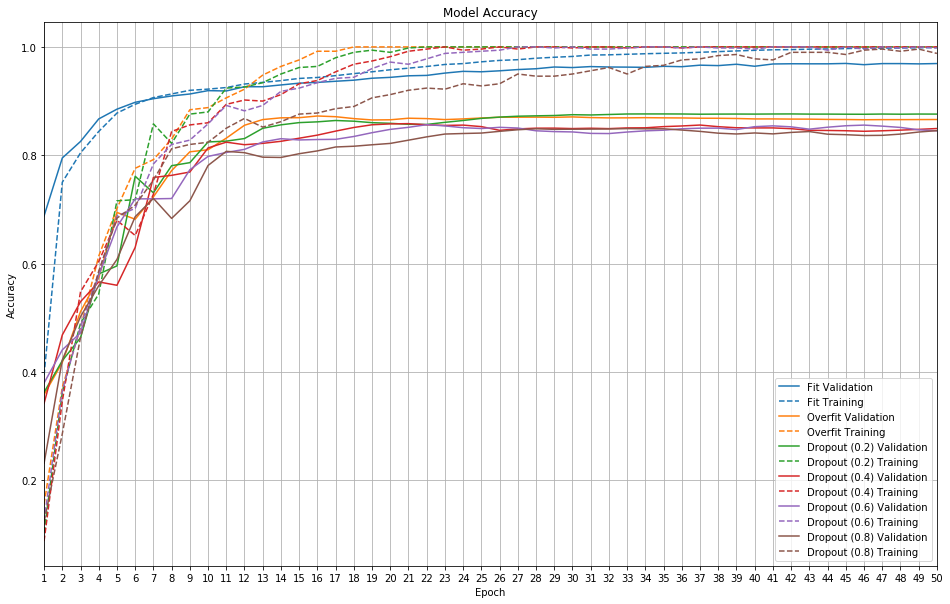 Model Accuracy
1.0
0.8
0.6
0.4
0.2
Accuracy
Fit Validation
Fit Training
Overfit Validation
Overfit Training
Dropout (0.2) Validation
Dropout (0.2) Training
Dropout (0.4) Validation
Dropout (0.4) Training
Dropout (0.6) Validation
Dropout (0.6) Training
Dropout (0.8) Validation
Dropout (0.8) Training
1 2 3 4 5 6 7 8 9 10 11 12 13 14 15 16 17 18 19 20 21 22 23 24 25 26 27 28 29 30 31 32 33 34 35 36 37 38 39 40 41 42 43 44 45 46 47 48 49 50
Epoch